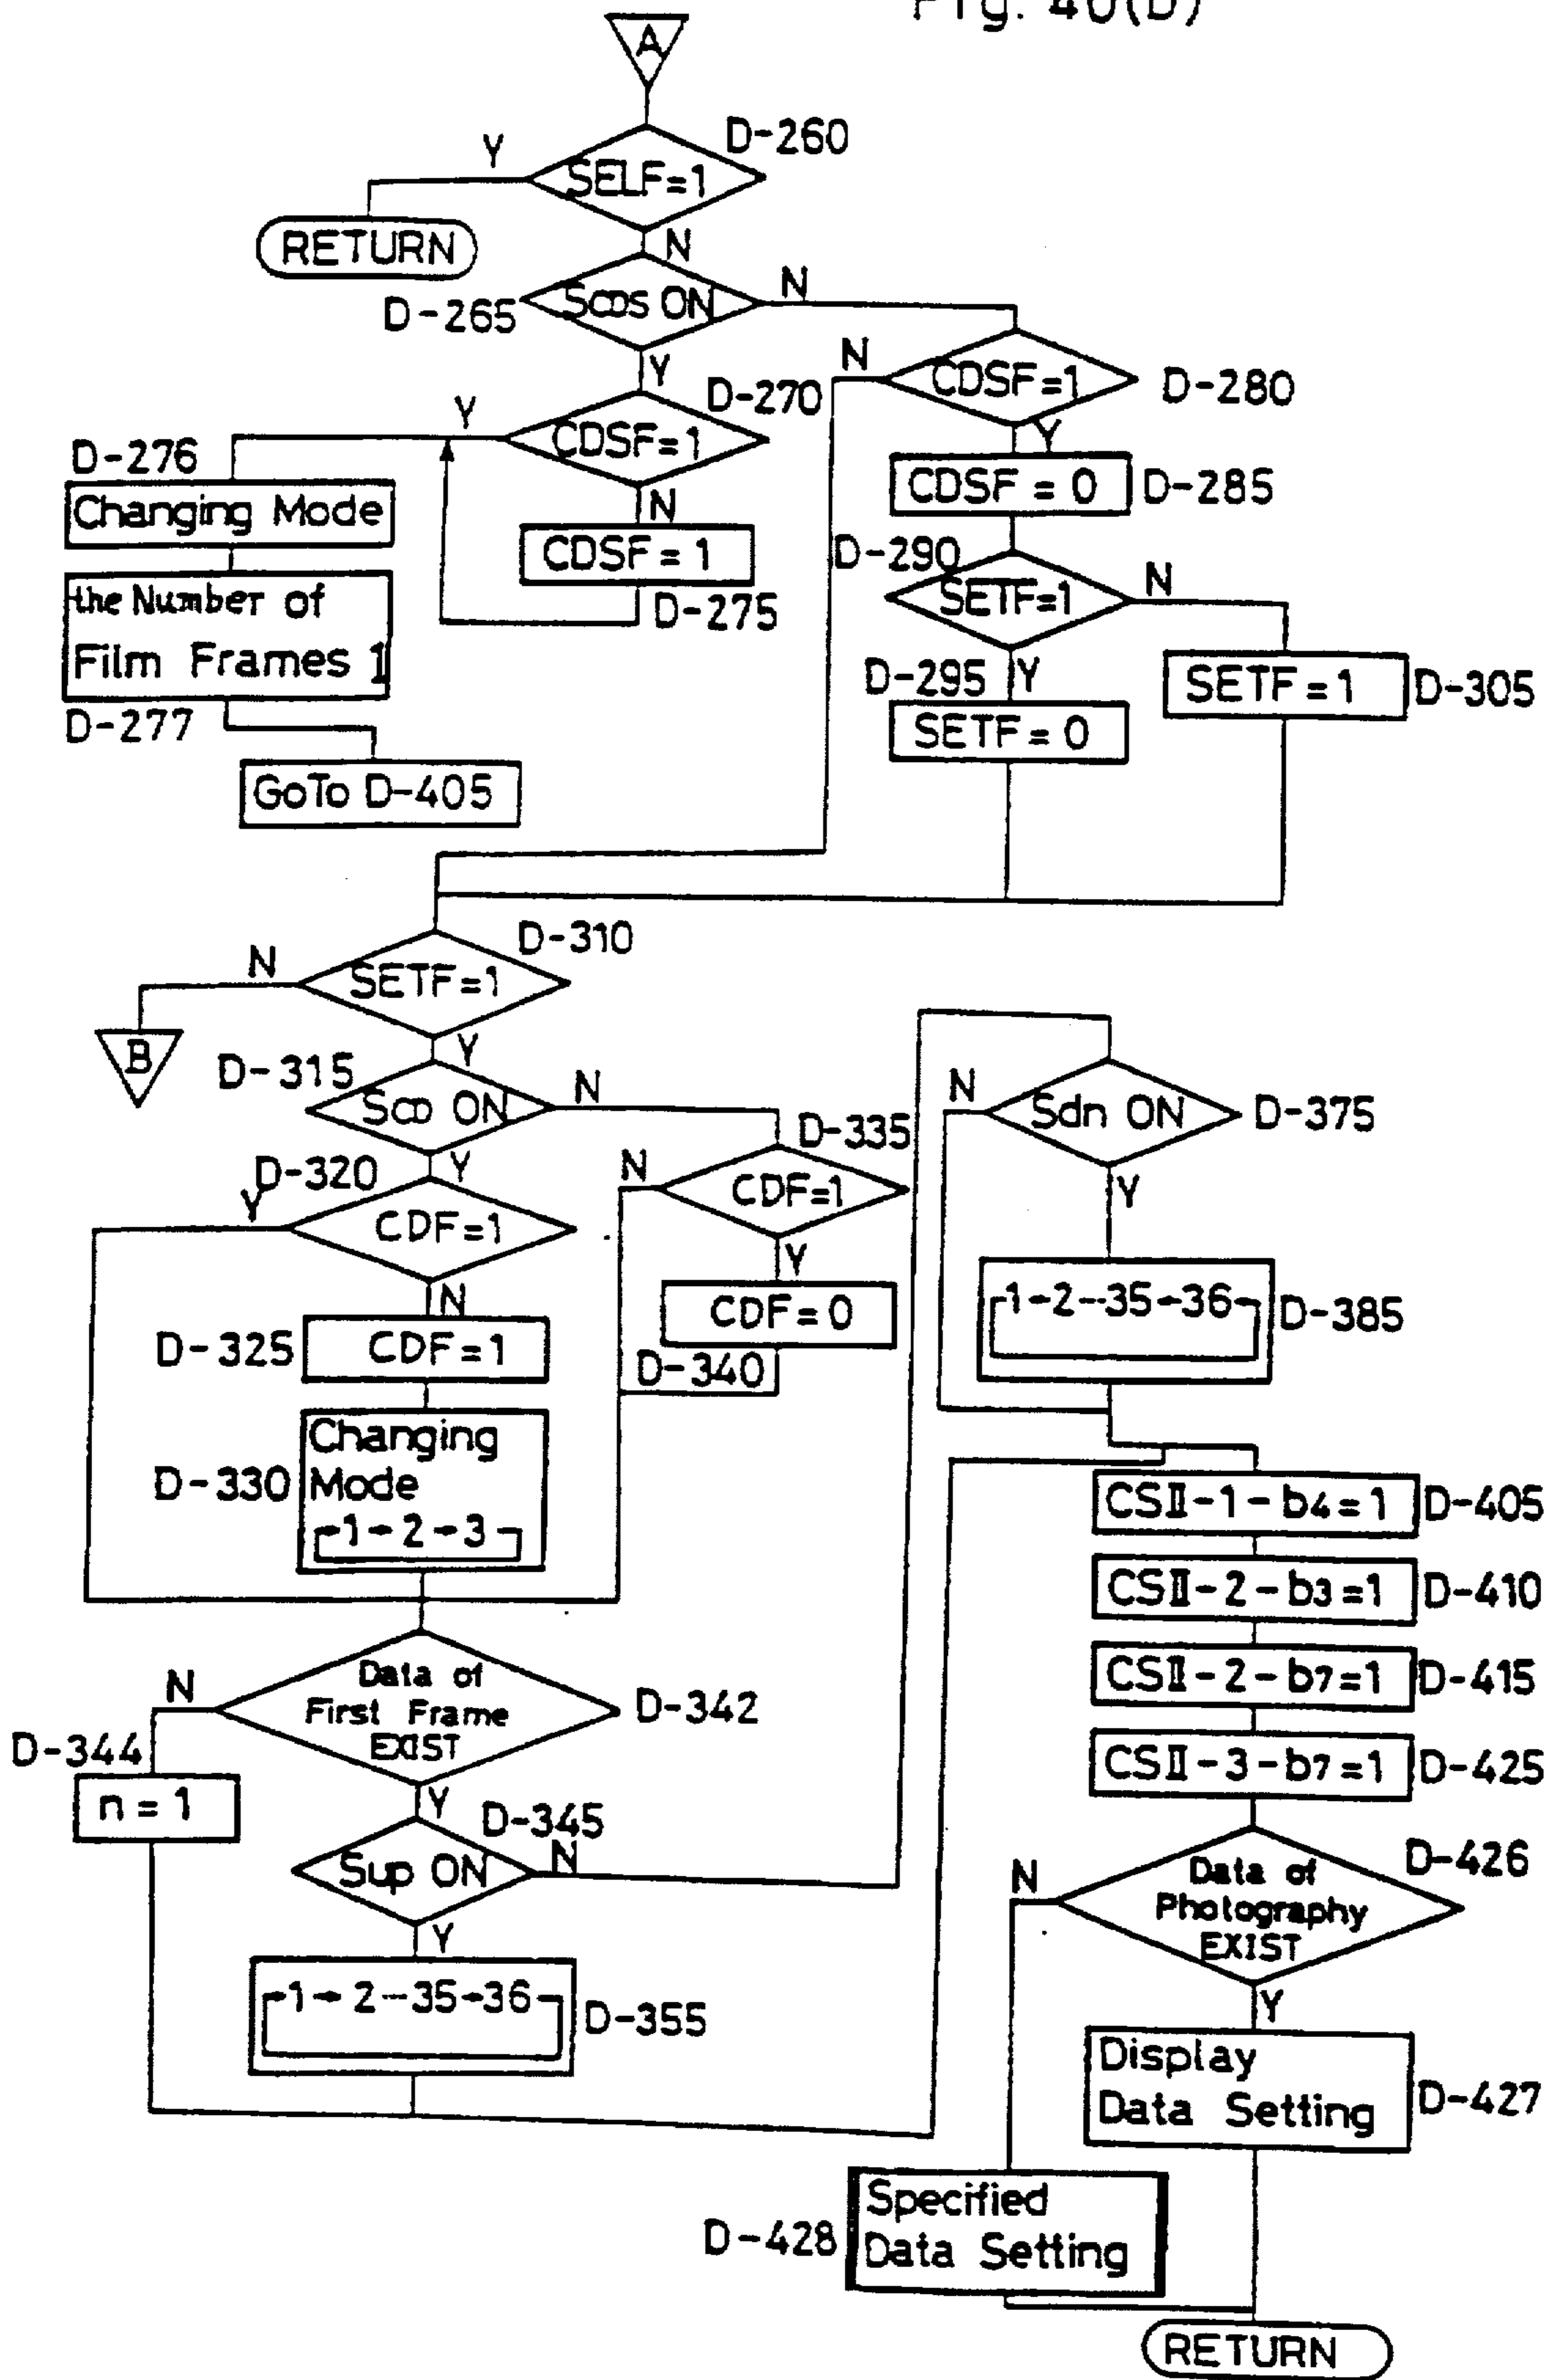 Fig. 40(D)
A
D-260
Y
SELF=1
RETURN
N
D-265
Scos ON
N
Y
N
CDSF=1
D-280
D-270
Y
CDSF=1
Y
D-276
Changing Mode
N
CDSF = 0
D-285
CDSF = 1
D-290
the Number of
Film Frames 1
D-275
SETF=1
N
D-277
D-295
Y
SETF = 1
D-305
SETF = 0
GoTo D-405
D-310
N
SETF=1
B
Y
D-315
Sco ON
N
N
Sdn ON
D-375
D-335
D-320
Y
N
CDF=1
Y
Y
CDF=1
Y
N
CDF = 0
1-2--35-36
D-385
D-325
CDF=1
D-340
Changing
Mode
1→2→3
D-330
CSII-1-b4=1
D-405
CSII-2-b3=1
D-410
Data of
First Frame
EXIST
N
D-342
CSII-2-b7=1
D-415
D-344
n = 1
CSII-3-b7=1
D-425
Y
D-345
Sup ON
N
D-426
N
Data of
Photography
EXIST
Y
1→2--35→36
D-355
Y
Display
Data Setting
D-427
Specified
Data Setting
D-428
RETURN